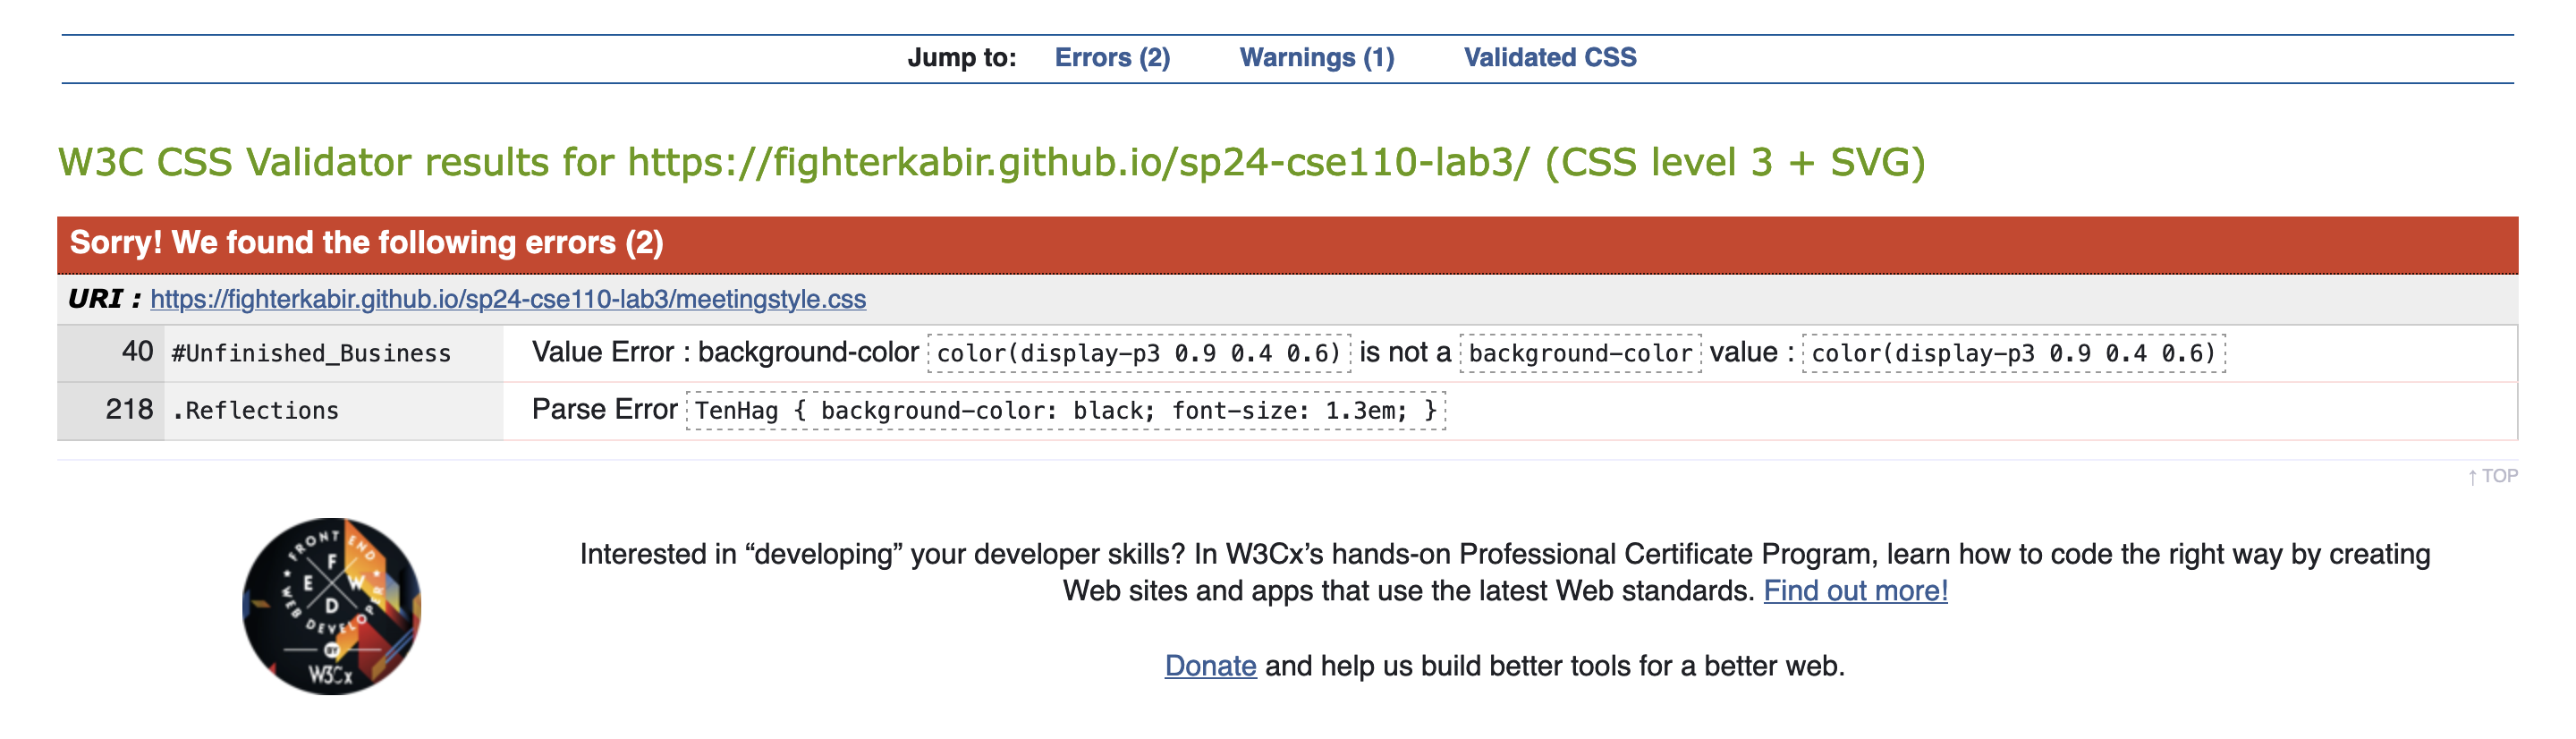 Jump to: Errors (2) Warnings (1) Validated CSS
W3C CSS Validator results for https://fighterkabir.github.io/sp24-cse110-lab3/ (CSS level 3 + SVG)
Sorry! We found the following errors (2)
URI : https://fighterkabir.github.io/sp24-cse110-lab3/meetingstyle.css
40 #Unfinished_Business Value Error : background-color color(display-p3 0.9 0.4 0.6) is not a background-color value : color(display-p3 0.9 0.4 0.6)
218 .Reflections Parse Error TenHag { background-color: black; font-size: 1.3em; }
↑ TOP
FRONT END
F
E W
D
WEB DEVELOPER
BY
W3Cx
Interested in “developing” your developer skills? In W3Cx’s hands-on Professional Certificate Program, learn how to code the right way by creating
Web sites and apps that use the latest Web standards. Find out more!
Donate and help us build better tools for a better web.